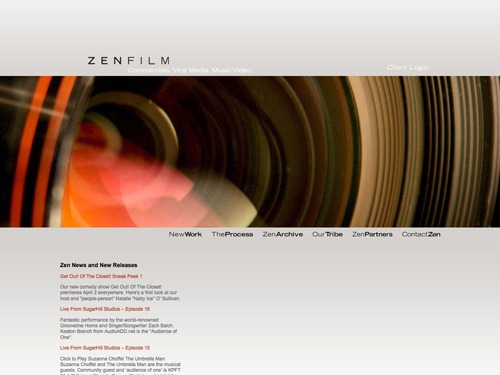 ZENFILM
Commercials, Viral Media, Music Video,
Client Login
NewWork TheProcess ZenArchive OurTribe ZenPartners ContactZen
Zen News and New Releases
Get Out! Of The Closet! Sneak Peek 1
Our new comedy show Get Out! Of The Closet!
premieres April 2 everywhere. Here's a first look at our
host and "people-person" Natalie "Natty Ice" O' Sullivan.
Live From SugarHill Studios – Episode 16
Fantastic performance by the world-renowned
Grooveline Horns and Singer/Songwriter Zach Balch.
Keaton Branch from AudioADD.net is the "Audience of
One".
Live From SugarHill Studios – Episode 15
Click to Play Suzanna Choffel The Umbrella Man
Suzanna Choffel and The Umbrella Man are the musical
guests. Community guest and 'audience of one' is KPFT